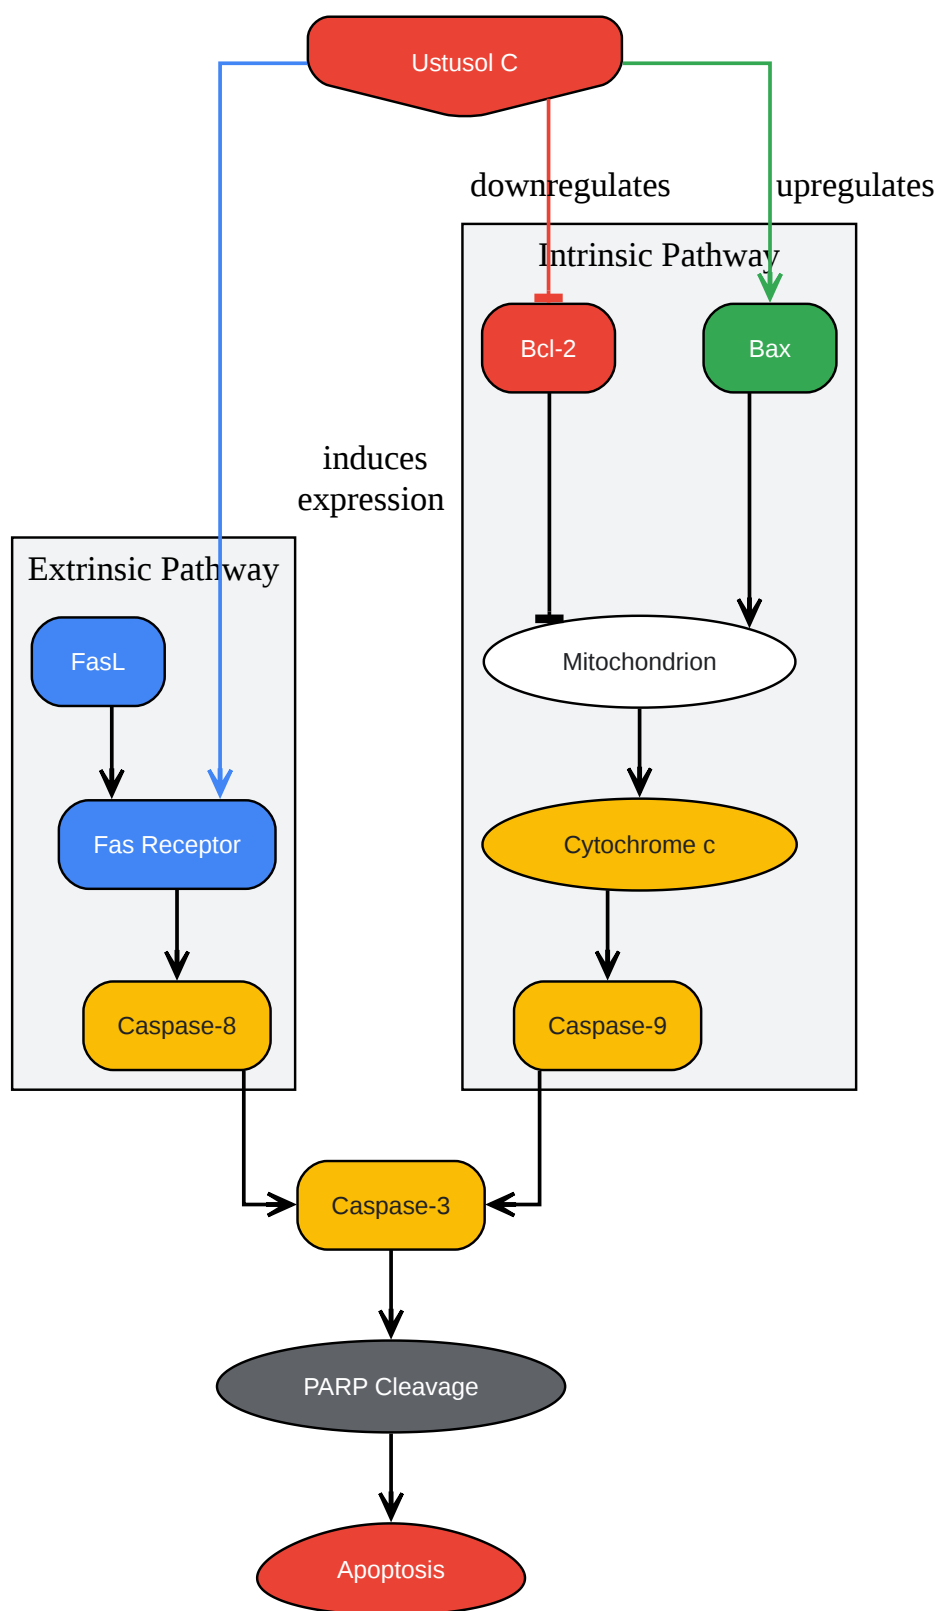 Ustusol C
downregulates
upregulates
Intrinsic Pathway
Bcl-2
Bax
induces
expression
Extrinsic Pathway
FasL
Mitochondrion
Fas Receptor
Cytochrome c
Caspase-8
Caspase-9
Caspase-3
PARP Cleavage
Apoptosis